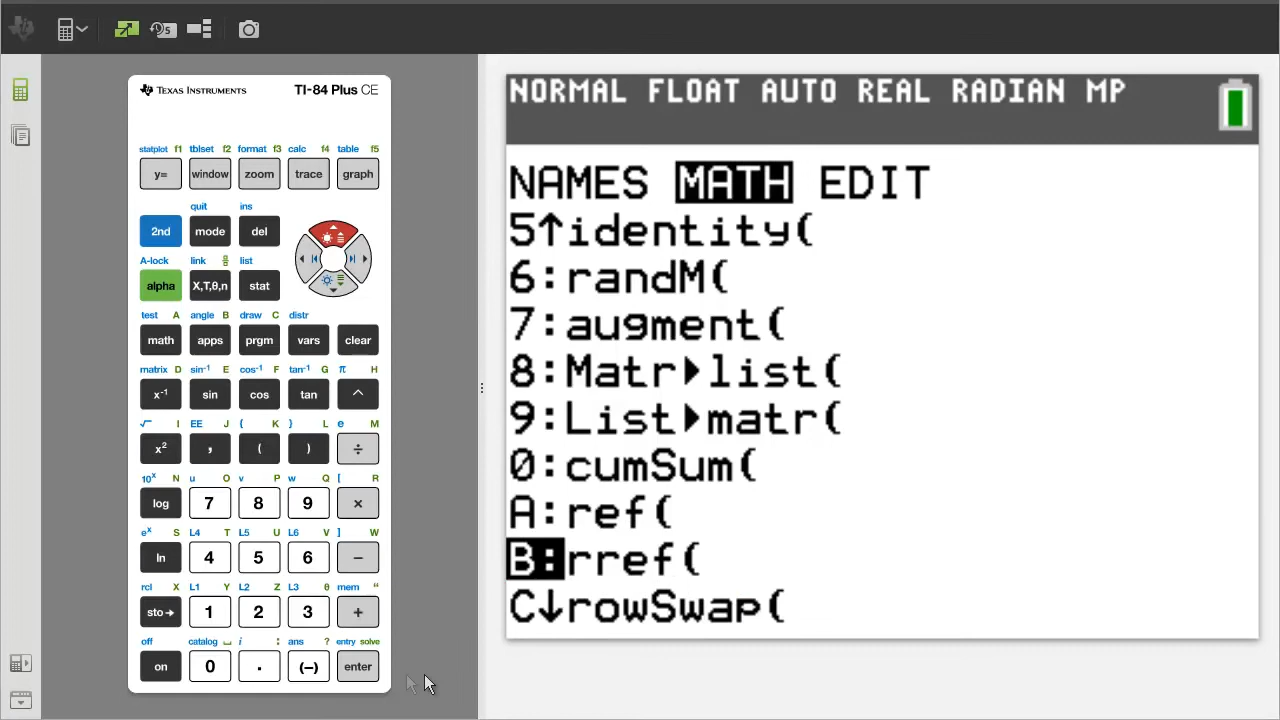 NORMAL FLOAT AUTO REAL RADIAN MP
NAMES MATH EDIT
5↑identity(
6:randM(
7:augment(
8:Matr▶list(
9:List▶matr(
0:cumSum(
A:ref(
B:rref(
C↓rowSwap(
TEXAS INSTRUMENTS TI-84 Plus CE
statplot f1 tblset f2 format f3 calc f4 table f5
y= window zoom trace graph
quit ins
2nd mode del
A-lock link list
alpha X,T,θ,n stat
test A angle B draw C distr
math apps prgm vars clear
matrix D sin⁻¹ E cos⁻¹ F tan⁻¹ G π H
x⁻¹ sin cos tan ^
√ I EE J { K } L e M
x² , ( ) ÷
10ˣ N u O v P w Q [ R
log 7 8 9 ×
eˣ S L4 T L5 U L6 V ] W
ln 4 5 6 −
rcl X L1 Y L2 Z L3 θ mem "
sto→ 1 2 3 +
off catalog ⎵ i : ans ? entry solve
on 0 . (−) enter